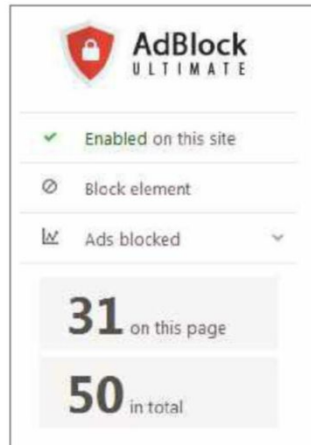 AdBlock
ULTIMATE
Enabled on this site
Block element
Ads blocked
31 on this page
50 in total